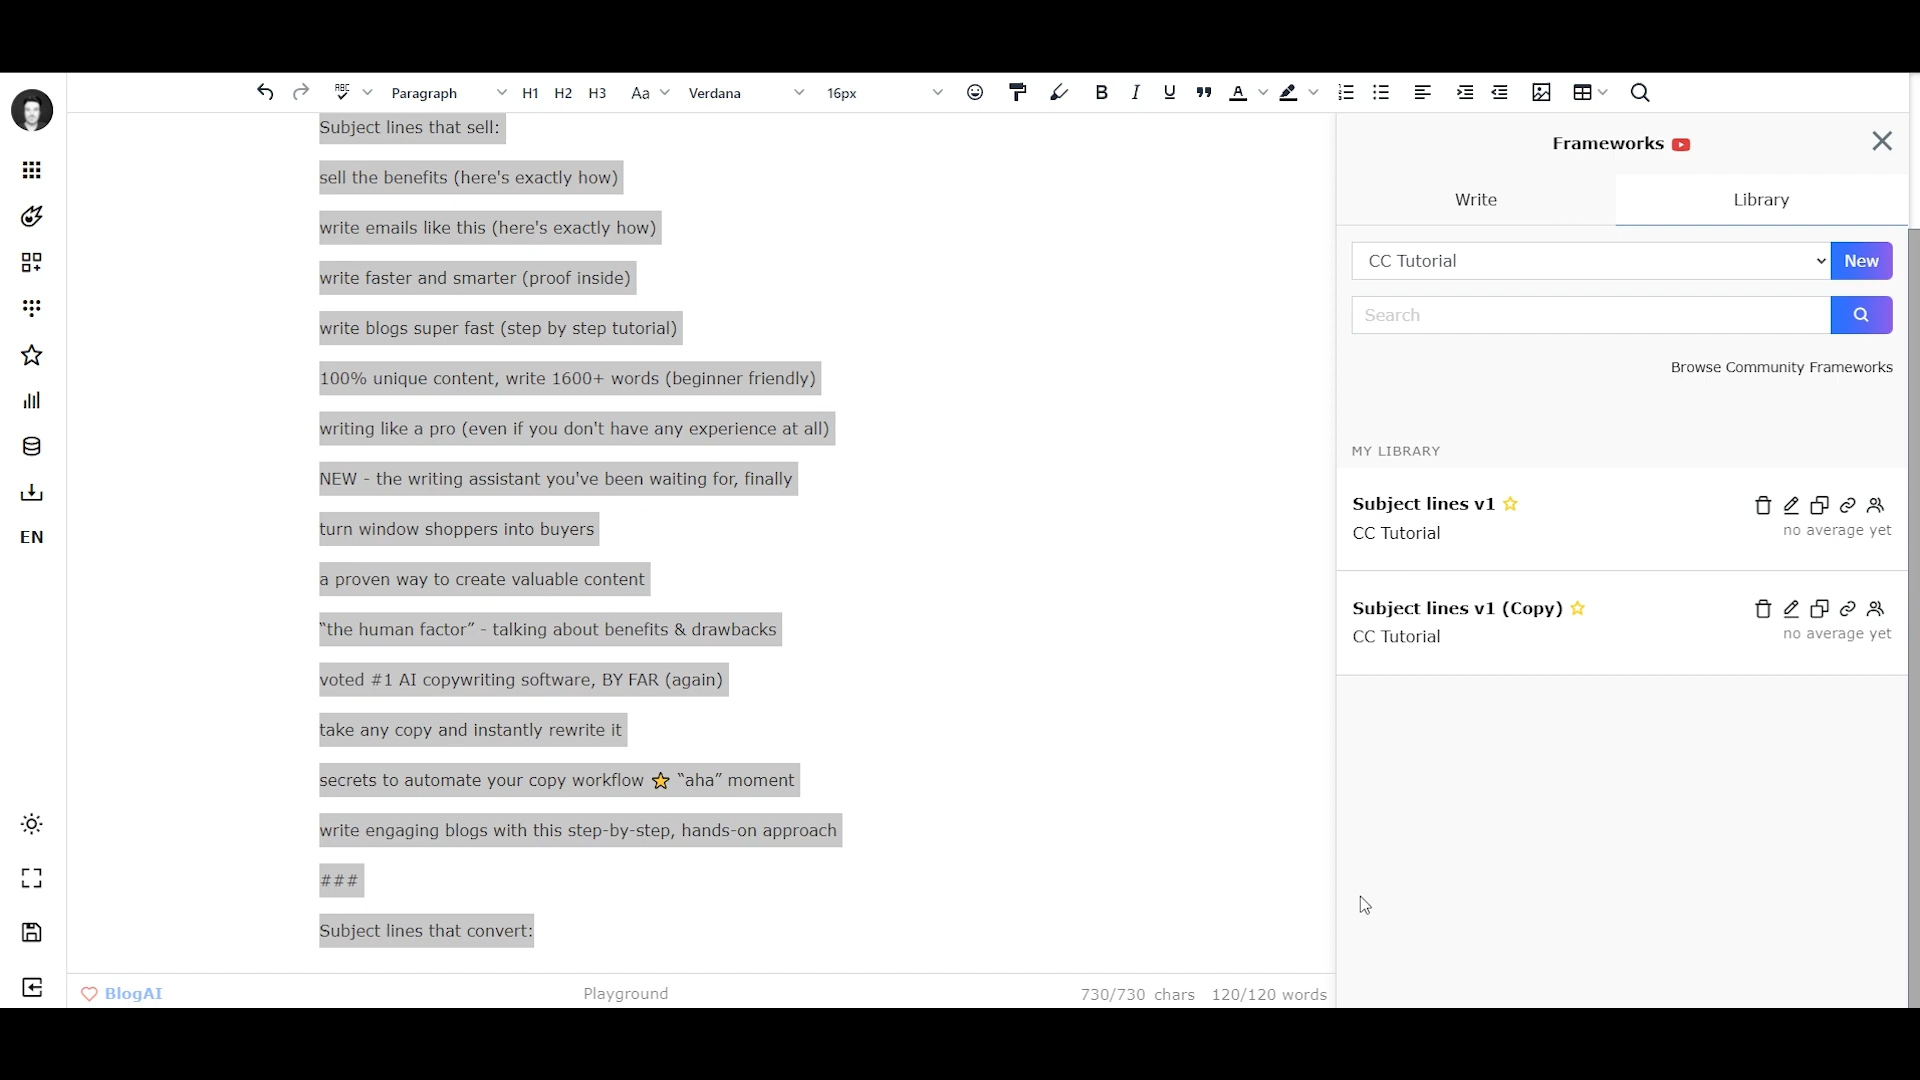 ABC
Paragraph
H1
H2
H3
Aa
Verdana
16px
B
I
U
A
Subject lines that sell:
sell the benefits (here's exactly how)
write emails like this (here's exactly how)
write faster and smarter (proof inside)
write blogs super fast (step by step tutorial)
100% unique content, write 1600+ words (beginner friendly)
writing like a pro (even if you don't have any experience at all)
NEW - the writing assistant you've been waiting for, finally
turn window shoppers into buyers
a proven way to create valuable content
“the human factor” - talking about benefits & drawbacks
voted #1 AI copywriting software, BY FAR (again)
take any copy and instantly rewrite it
secrets to automate your copy workflow ⭐ “aha” moment
write engaging blogs with this step-by-step, hands-on approach
###
Subject lines that convert:
EN
BlogAI
Playground
730/730 chars
120/120 words
Frameworks
Write
Library
CC Tutorial
New
Search
Browse Community Frameworks
MY LIBRARY
Subject lines v1
CC Tutorial
no average yet
Subject lines v1 (Copy)
CC Tutorial
no average yet